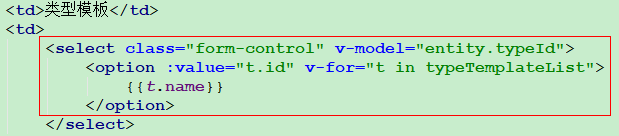 <td>类型模板</td>
<td>
<select class="form-control" v-model="entity.typeId">
<option :value="t.id" v-for="t in typeTemplateList">
{{t.name}}
</option>
</select>